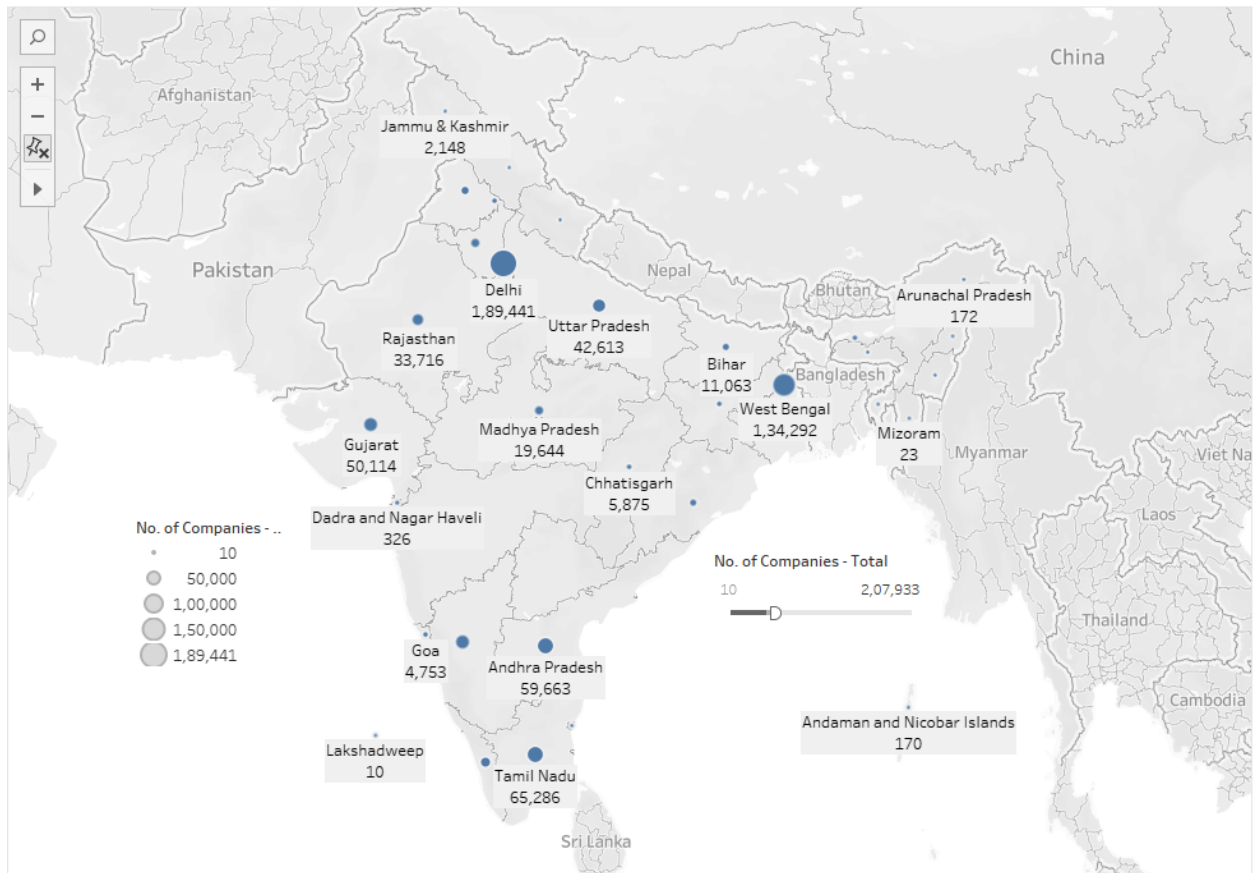 China
Afghanistan
Jammu & Kashmir
2,148
Pakistan
Nepal
Delhi
1,89,441
Bhutan
Arunachal Pradesh
172
Uttar Pradesh
42,613
Rajasthan
33,716
Bihar
11,063
Bangladesh
West Bengal
1,34,292
Madhya Pradesh
19,644
Gujarat
50,114
Mizoram
23
Myanmar
Viet Na
Chhatisgarh
5,875
Dadra and Nagar Haveli
326
Laos
No. of Companies - ..
10
50,000
1,00,000
1,50,000
1,89,441
No. of Companies - Total
10 2,07,933
Thailand
Goa
4,753
Andhra Pradesh
59,663
Cambodia
Andaman and Nicobar Islands
170
Lakshadweep
10
Tamil Nadu
65,286
Sri Lanka